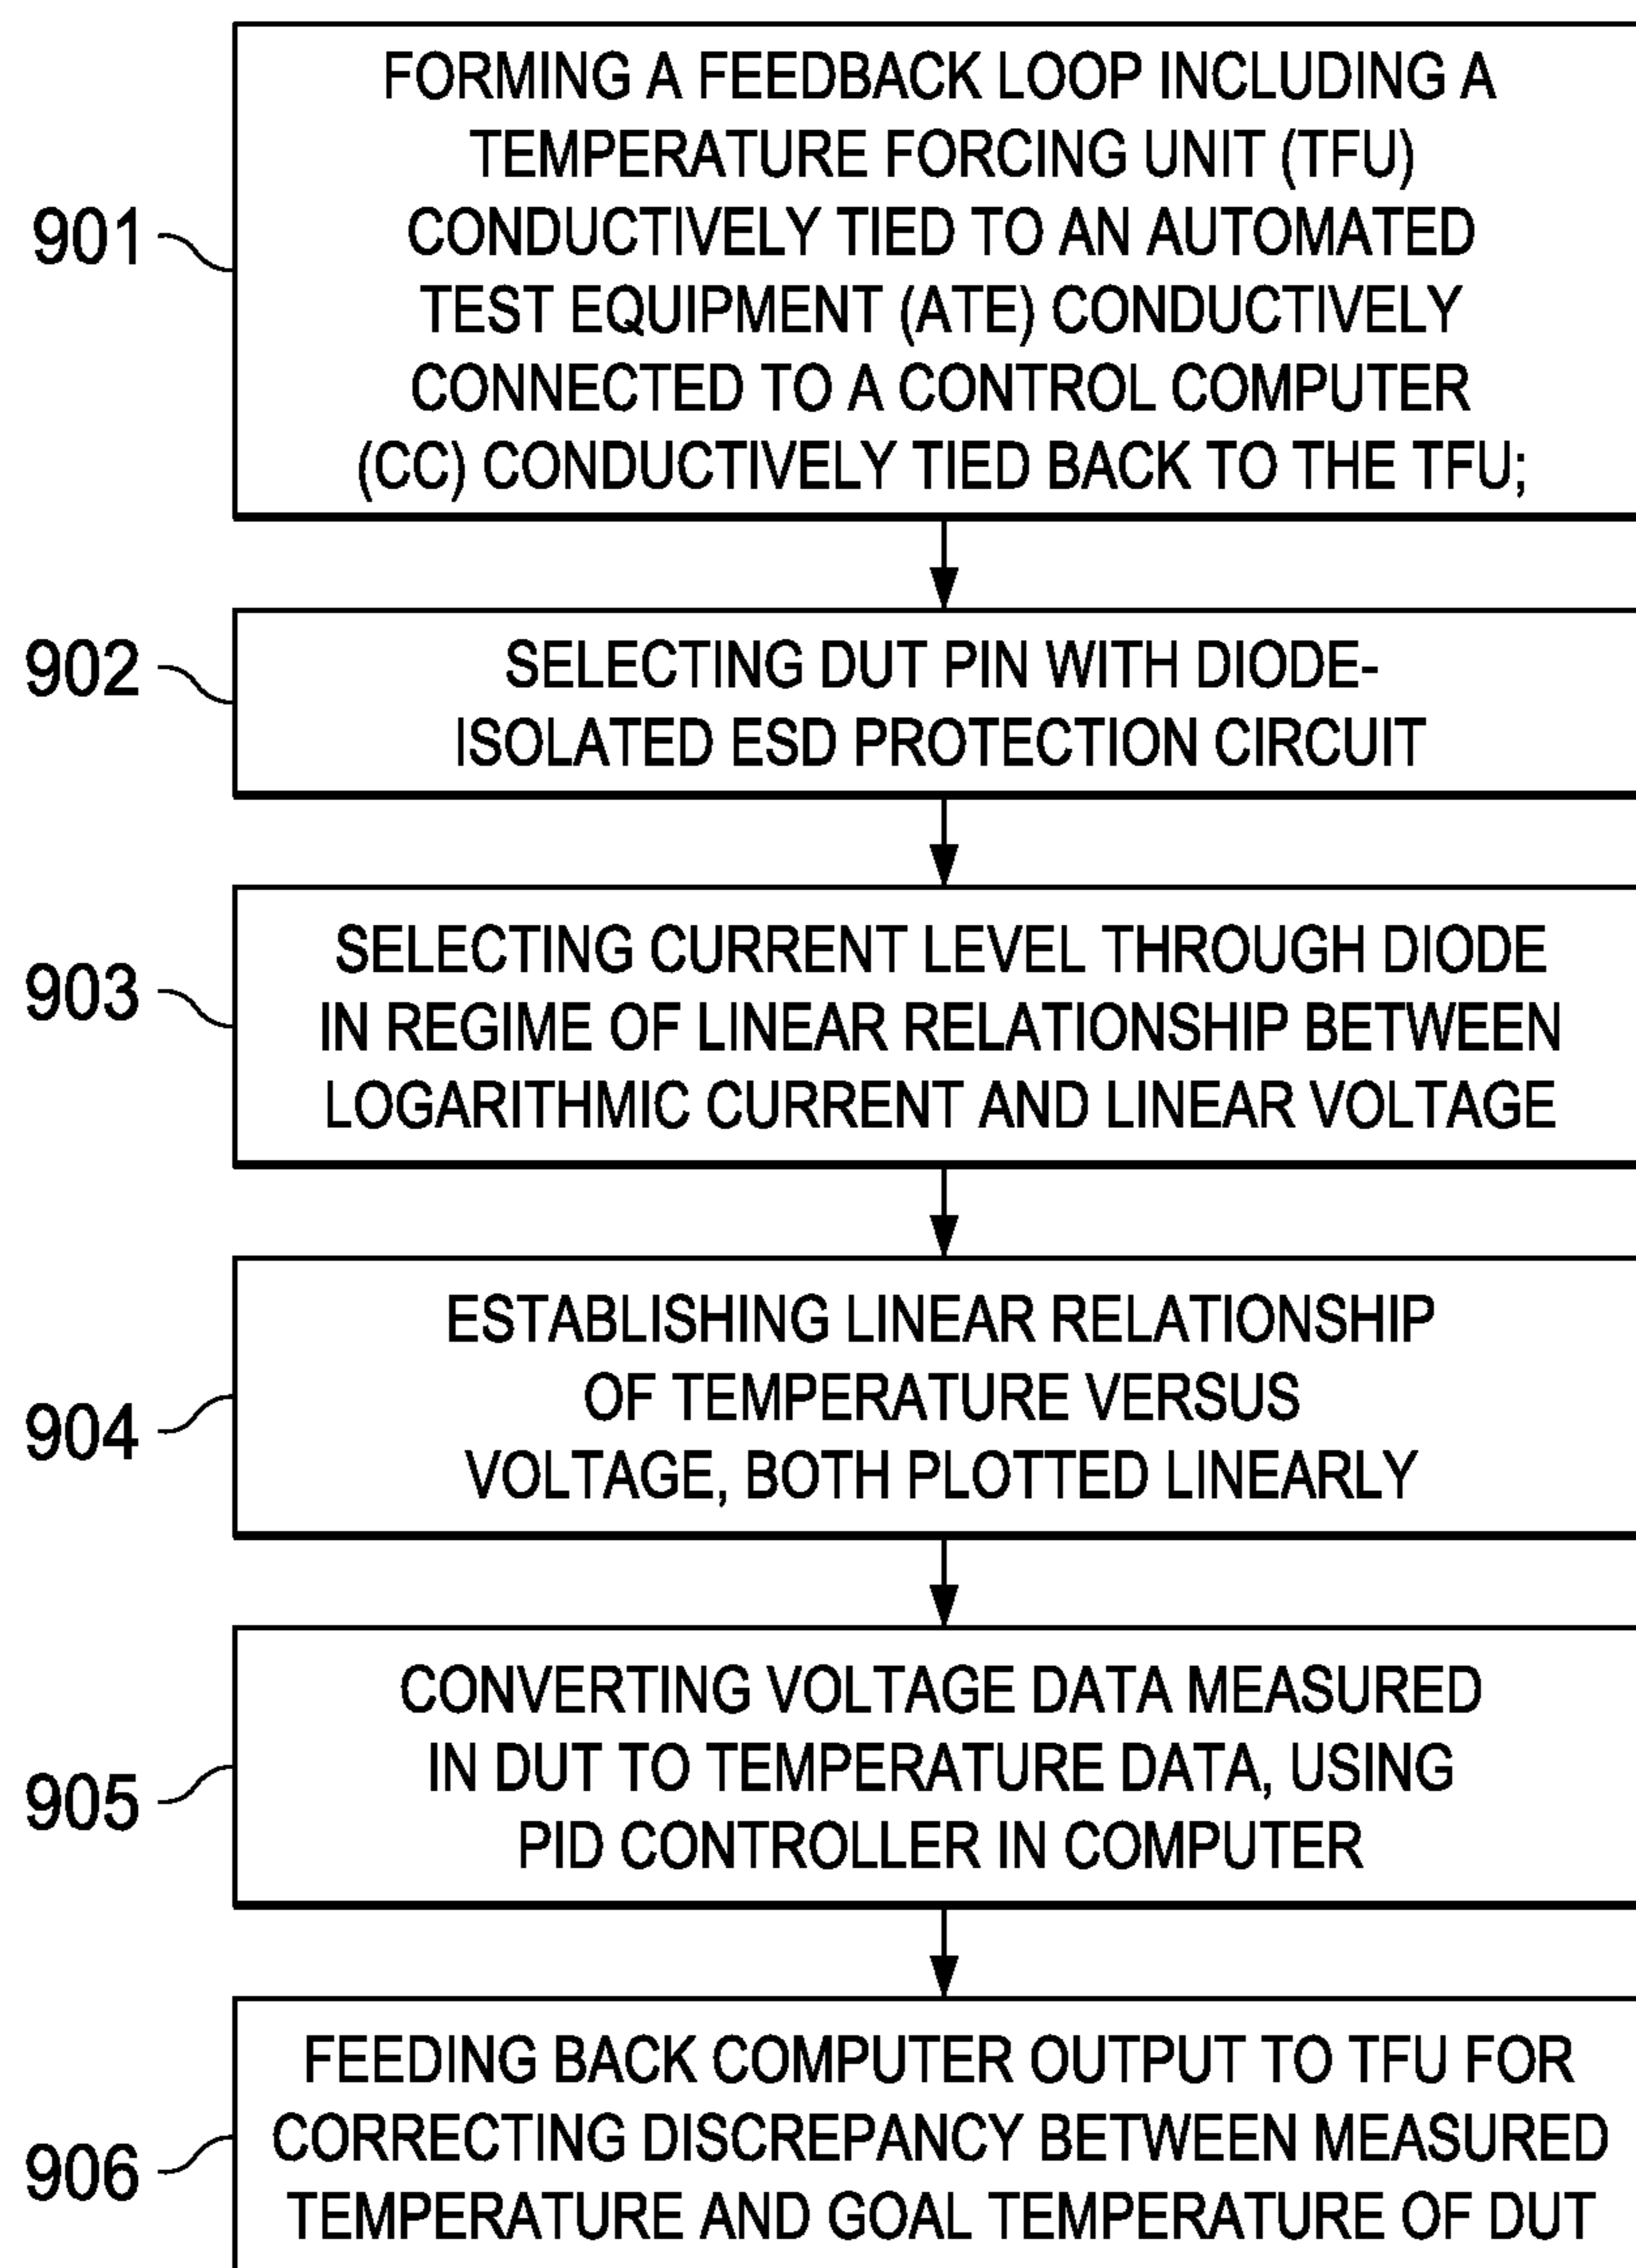 FORMING A FEEDBACK LOOP INCLUDING A
TEMPERATURE FORCING UNIT (TFU)
CONDUCTIVELY TIED TO AN AUTOMATED
TEST EQUIPMENT (ATE) CONDUCTIVELY
CONNECTED TO A CONTROL COMPUTER
(CC) CONDUCTIVELY TIED BACK TO THE TFU;
901
SELECTING DUT PIN WITH DIODE-
ISOLATED ESD PROTECTION CIRCUIT
902
SELECTING CURRENT LEVEL THROUGH DIODE
IN REGIME OF LINEAR RELATIONSHIP BETWEEN
LOGARITHMIC CURRENT AND LINEAR VOLTAGE
903
ESTABLISHING LINEAR RELATIONSHIP
OF TEMPERATURE VERSUS
VOLTAGE, BOTH PLOTTED LINEARLY
904
CONVERTING VOLTAGE DATA MEASURED
IN DUT TO TEMPERATURE DATA, USING
PID CONTROLLER IN COMPUTER
905
FEEDING BACK COMPUTER OUTPUT TO TFU FOR
CORRECTING DISCREPANCY BETWEEN MEASURED
TEMPERATURE AND GOAL TEMPERATURE OF DUT
906